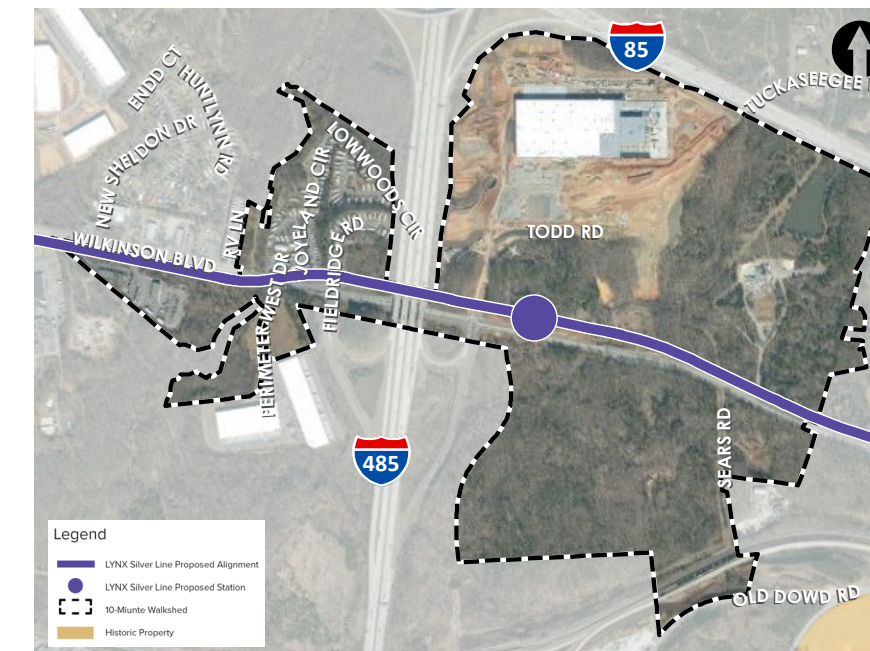 85
TUCKASEEGEE
ENDD CT
HUNTLYNN RD
NEW SHELDON DR
LOWWOODS CIR
JOYELAND CIR
RV LN
FIELDRIDGE RD
TODD RD
WILKINSON BLVD
PERIMETER WEST DR
SEARS RD
485
OLD DOWD RD
Legend
LYNX Silver Line Proposed Alignment
LYNX Silver Line Proposed Station
10-Miunte Walkshed
Historic Property